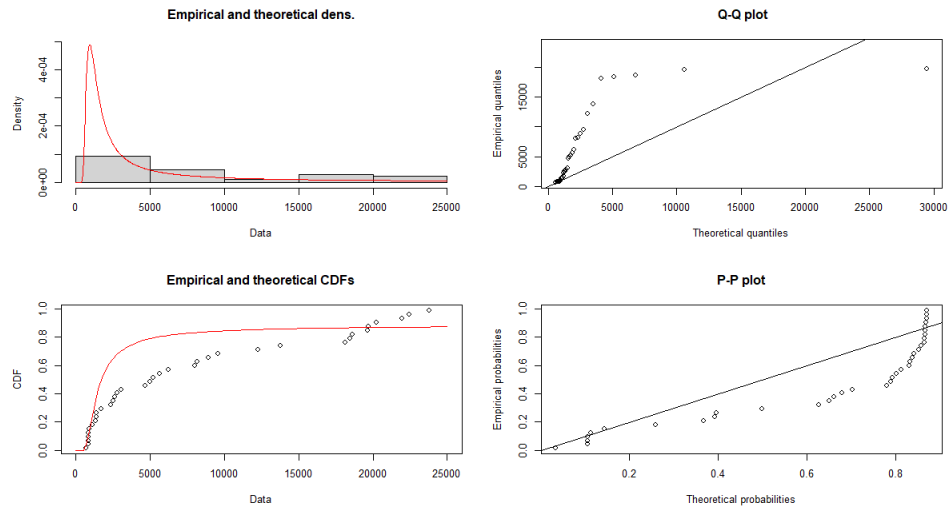 Empirical and theoretical dens.
Density
0e+00 2e-04 4e-04
0 5000 10000 15000 20000 25000
Data
Q-Q plot
Empirical quantiles
0 5000 15000
0 5000 10000 15000 20000 25000 30000
Theoretical quantiles
Empirical and theoretical CDFs
CDF
0.0 0.2 0.4 0.6 0.8 1.0
0 5000 10000 15000 20000 25000
Data
P-P plot
Empirical probabilities
0.0 0.2 0.4 0.6 0.8 1.0
0.2 0.4 0.6 0.8
Theoretical probabilities